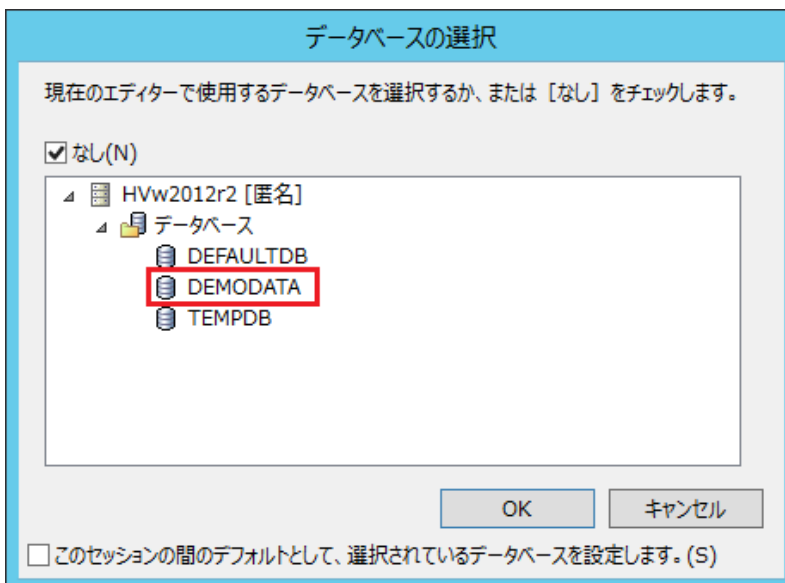 データベースの選択
現在のエディターで使用するデータベースを選択するか、または [なし] をチェックします。
なし(N)
HVw2012r2 [匿名]
データベース
DEFAULTDB
DEMODATA
TEMPDB
OK
キャンセル
このセッションの間のデフォルトとして、選択されているデータベースを設定します。(S)